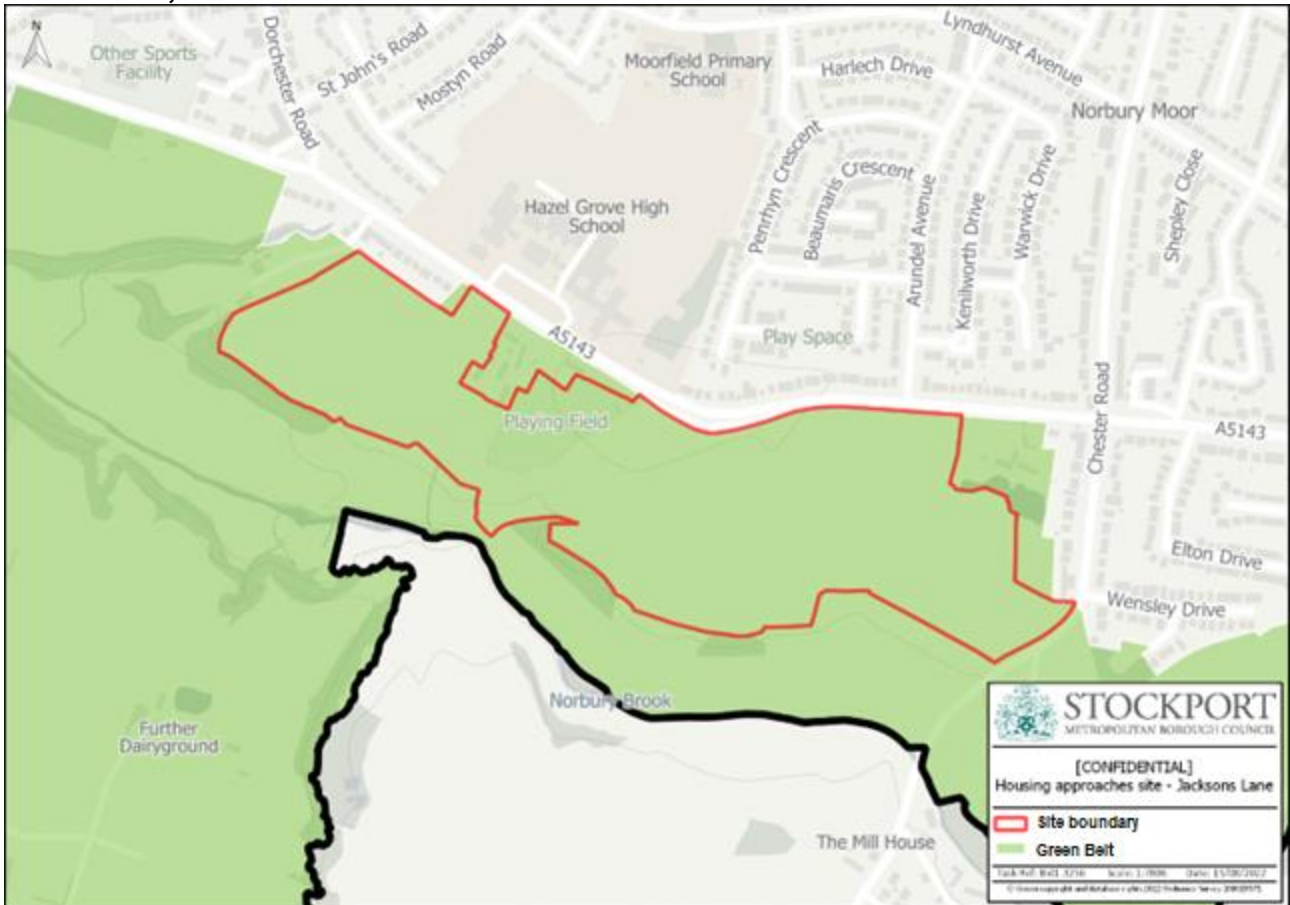 N
Other Sports
Facility
Dorchester Road
St John's Road
Mostyn Road
Moorfield Primary
School
Lyndhurst Avenue
Harlech Drive
Norbury Moor
Hazel Grove High
School
Penrhyn Crescent
Beaumaris Crescent
Arundel Avenue
Kenilworth Drive
Warwick Drive
Shepley Close
Play Space
A5143
Playing Field
Chester Road
A5143
Elton Drive
Wensley Drive
Norbury Brook
Further
Dairyground
The Mill House
STOCKPORT
METROPOLITAN BOROUGH COUNCIL
[CONFIDENTIAL]
Housing approaches site - Jacksons Lane
Site boundary
Green Belt